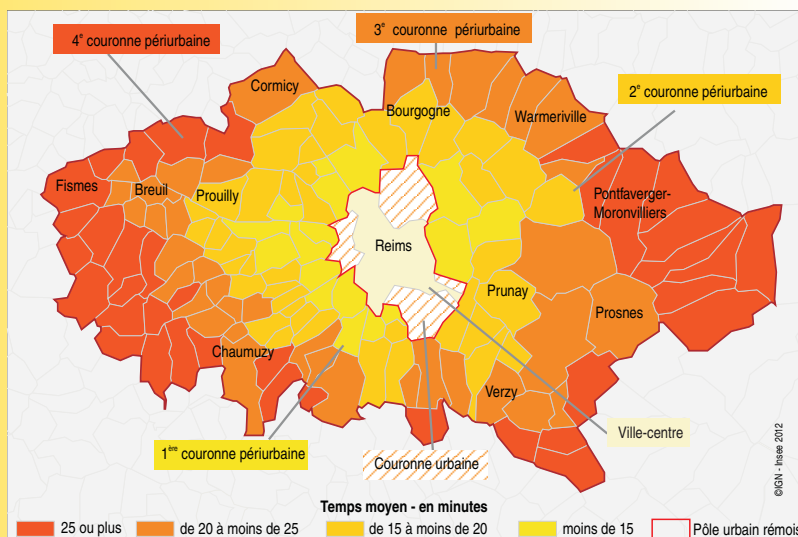 3e couronne périurbaine
4e couronne périurbaine
Cormicy
2e couronne périurbaine
Bourgogne
Warmeriville
Fismes
Breuil
Prouilly
Pontfaverger-
Moronvilliers
Reims
Prunay
Prosnes
Chaumuzy
Verzy
Ville-centre
1ère couronne périurbaine
Couronne urbaine
©IGN - Insee 2012
Temps moyen - en minutes
25 ou plus
de 20 à moins de 25
de 15 à moins de 20
moins de 15
Pôle urbain rémois